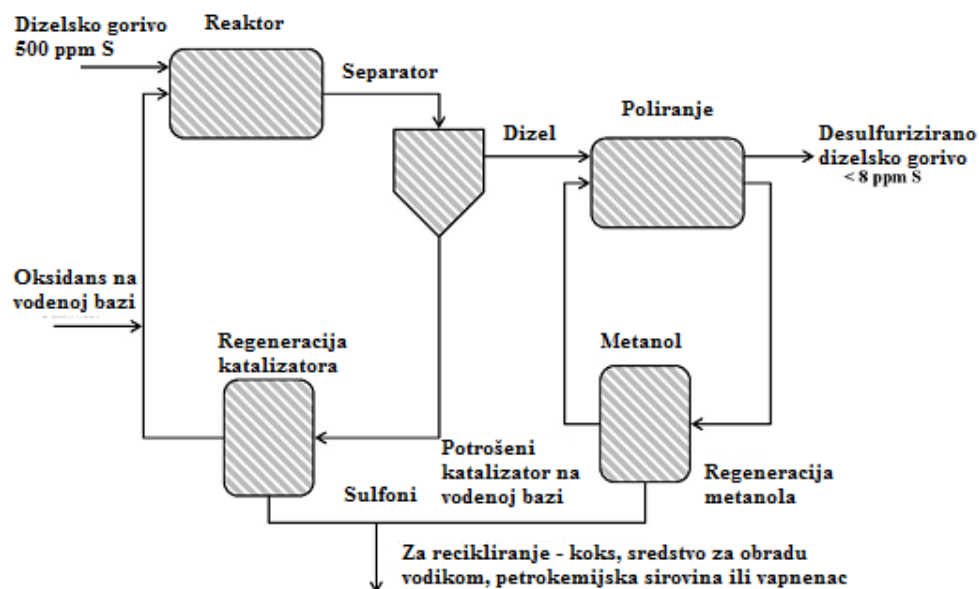 Dizelsko gorivo
500 ppm S
Reaktor
Separator
Dizel
Poliranje
Desulfurizirano
dizelsko gorivo
< 8 ppm S
Oksidans na
vodenoj bazi
Regeneracija
katalizatora
Metanol
Potrošeni
katalizator na
vodenoj bazi
Regeneracija
metanola
Sulfoni
Za recikliranje - koks, sredstvo za obradu
vodikom, petrokemijska sirovina ili vapnenac